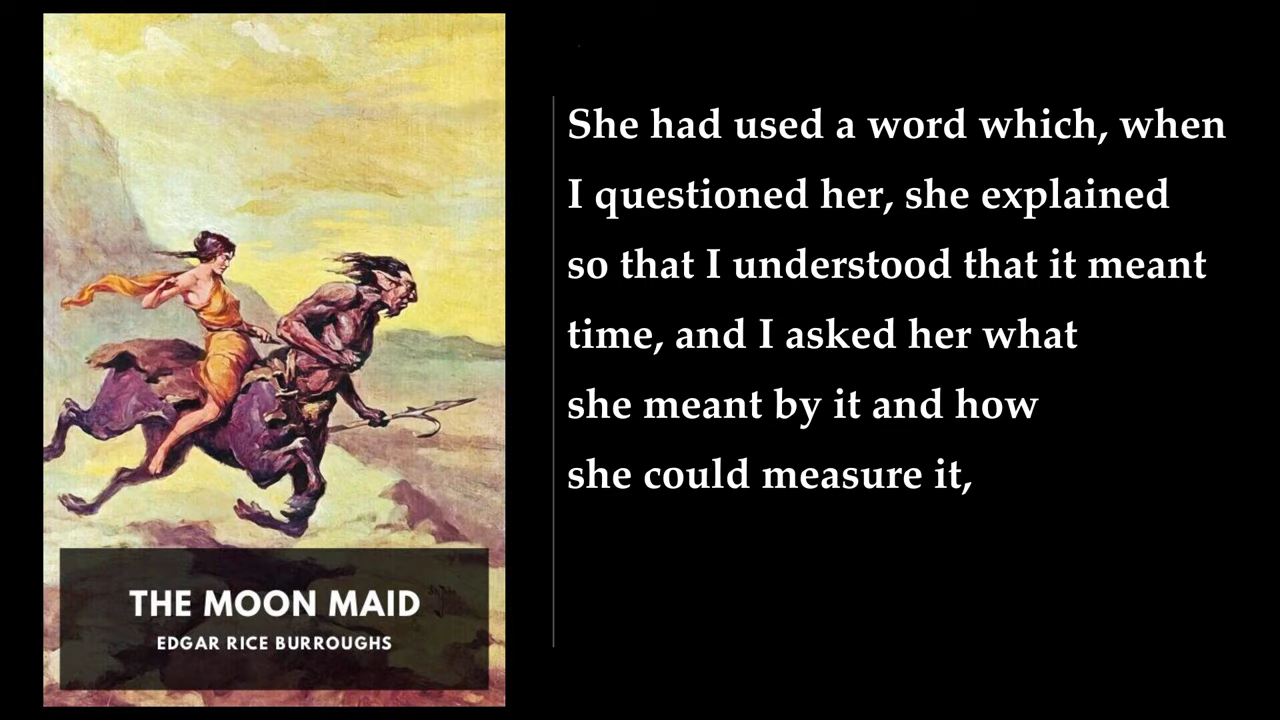 THE MOON MAID
EDGAR RICE BURROUGHS
She had used a word which, when
I questioned her, she explained
so that I understood that it meant
time, and I asked her what
she meant by it and how
she could measure it,